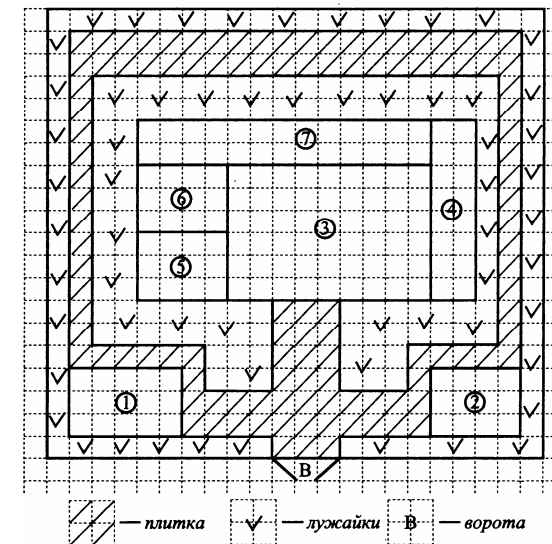 ⑦
⑥
③
④
⑤
①
②
В
— плитка
— лужайки
В — ворота